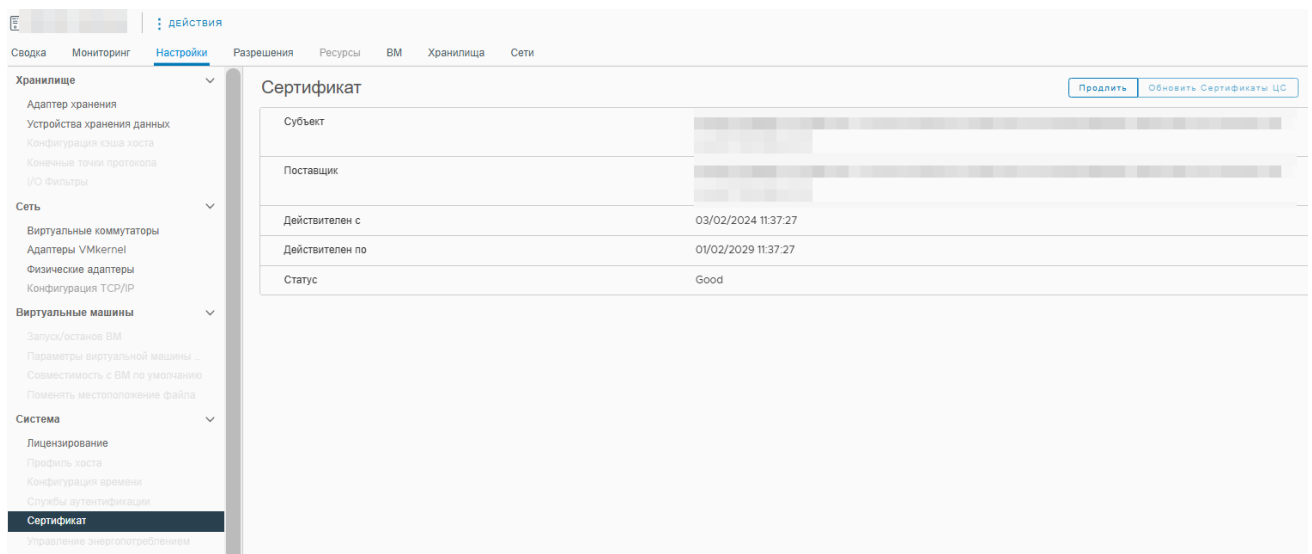 ДЕЙСТВИЯ
Сводка Мониторинг Настройки Разрешения Ресурсы ВМ Хранилища Сети
Хранилище
Адаптер хранения
Устройства хранения данных
Конфигурация кэша хоста
Конечные точки протокола
I/O Фильтры
Сеть
Виртуальные коммутаторы
Адаптеры VMkernel
Физические адаптеры
Конфигурация TCP/IP
Виртуальные машины
Запуск/останов ВМ
Параметры виртуальной машины ...
Совместимость с ВМ по умолчанию
Поменять местоположение файла
Система
Лицензирование
Профиль хоста
Конфигурация времени
Службы аутентификации
Сертификат
Управление энергопотреблением
Сертификат
Продлить Обновить Сертификаты ЦС
Субъект
Поставщик
Действителен с 03/02/2024 11:37:27
Действителен по 01/02/2029 11:37:27
Статус Good